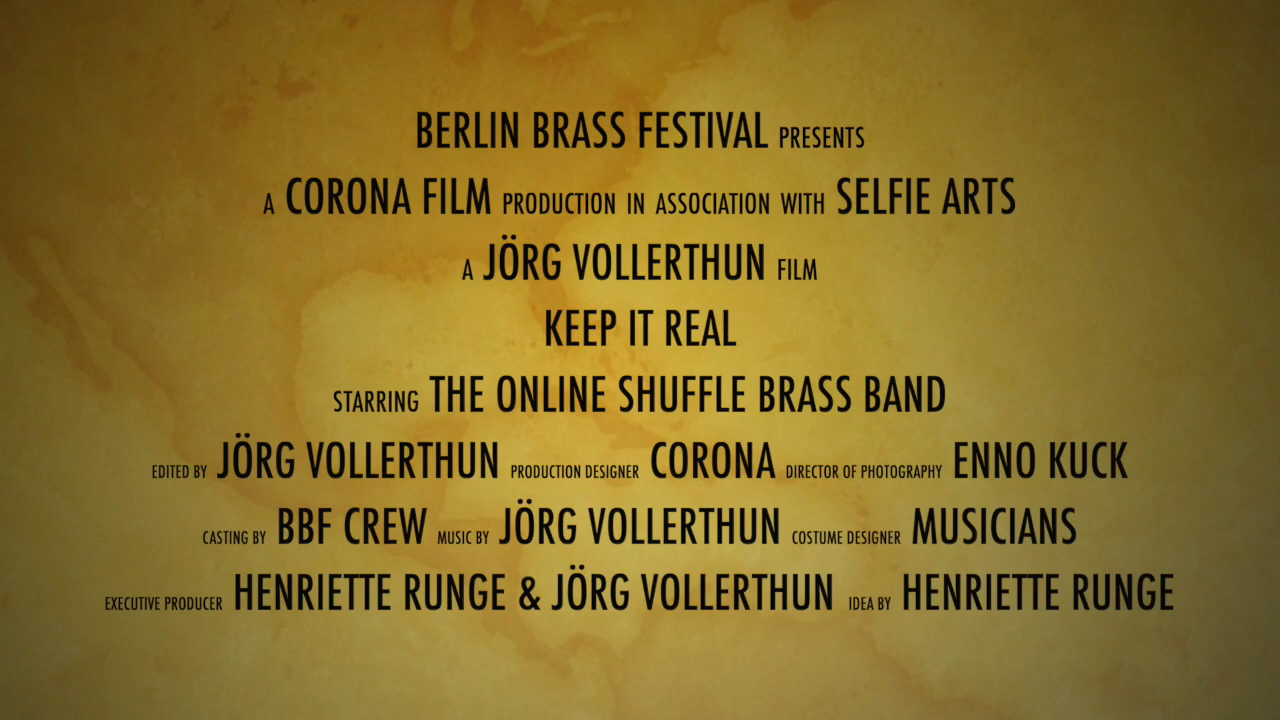 BERLIN BRASS FESTIVAL PRESENTS
A CORONA FILM PRODUCTION IN ASSOCIATION WITH SELFIE ARTS
A JÖRG VOLLERTHUN FILM
KEEP IT REAL
STARRING THE ONLINE SHUFFLE BRASS BAND
EDITED BY JÖRG VOLLERTHUN PRODUCTION DESIGNER CORONA DIRECTOR OF PHOTOGRAPHY ENNO KUCK
CASTING BY BBF CREW MUSIC BY JÖRG VOLLERTHUN COSTUME DESIGNER MUSICIANS
EXECUTIVE PRODUCER HENRIETTE RUNGE & JÖRG VOLLERTHUN IDEA BY HENRIETTE RUNGE